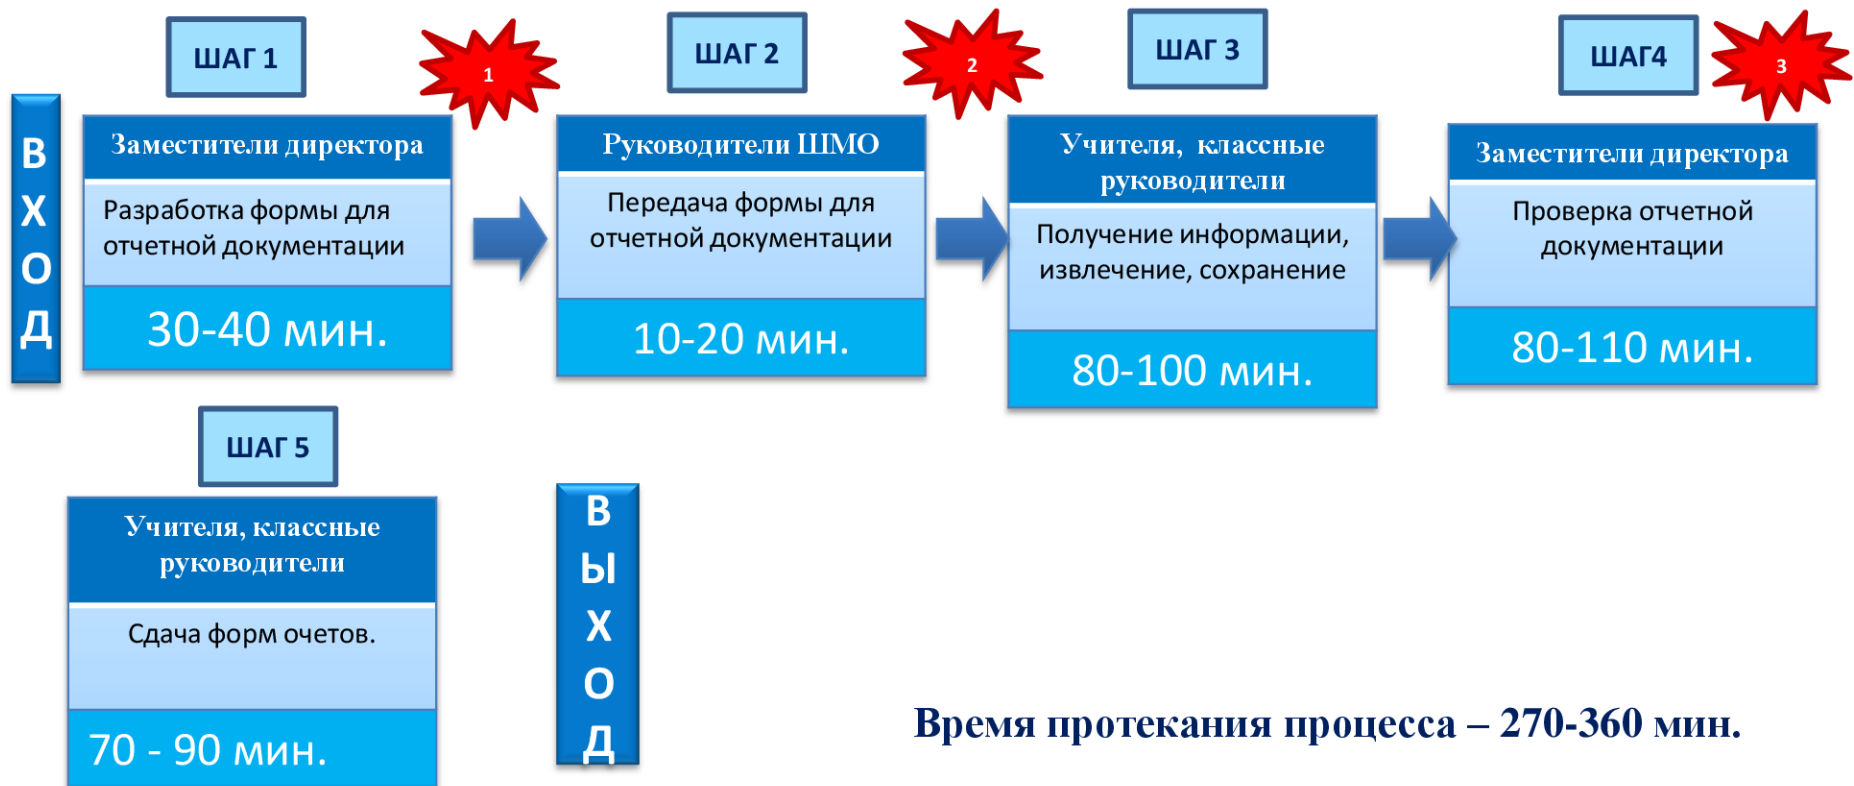 ШАГ 1
1
ШАГ 2
2
ШАГ 3
ШАГ4
3
ВХОД
Заместители директора
Разработка формы для
отчетной документации
30-40 мин.
Руководители ШМО
Передача формы для
отчетной документации
10-20 мин.
Учителя, классные
руководители
Получение информации,
извлечение, сохранение
80-100 мин.
Заместители директора
Проверка отчетной
документации
80-110 мин.
ШАГ 5
Учителя, классные
руководители
Сдача форм очетов.
70 - 90 мин.
ВЫХОД
Время протекания процесса – 270-360 мин.